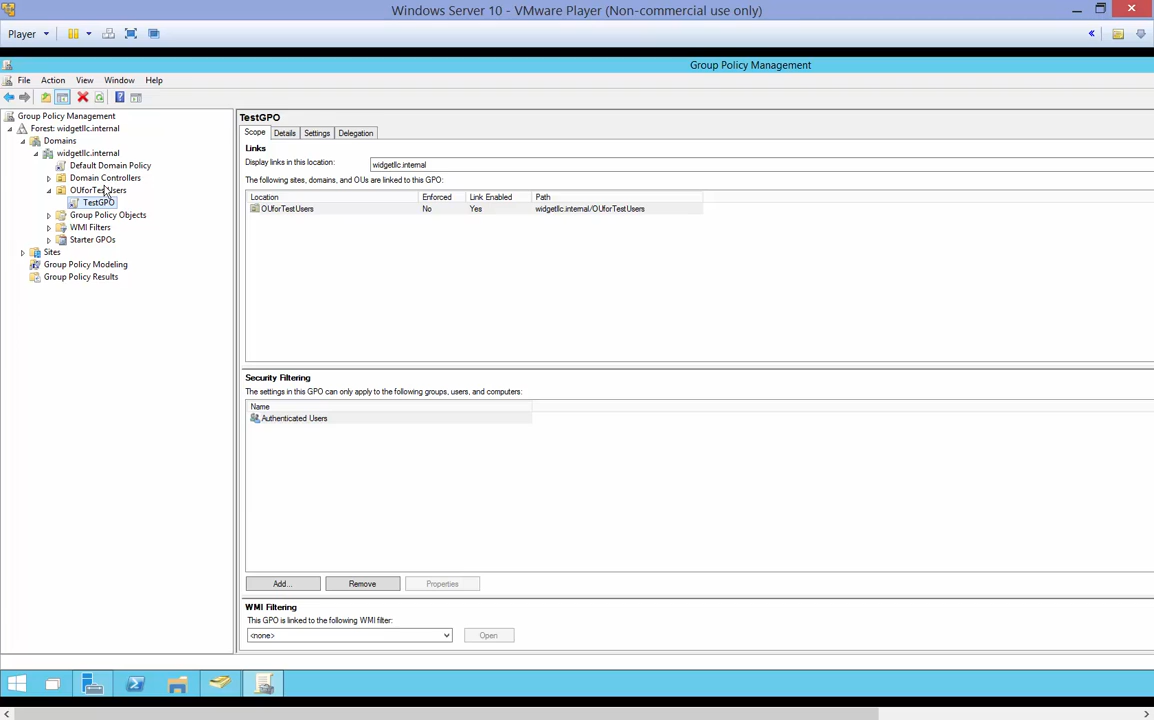 Windows Server 10 - VMware Player (Non-commercial use only)
Player
Group Policy Management
File Action View Window Help
Group Policy Management
Forest: widgetllc.internal
Domains
widgetllc.internal
Default Domain Policy
Domain Controllers
OUforTestUsers
TestGPO
Group Policy Objects
WMI Filters
Starter GPOs
Sites
Group Policy Modeling
Group Policy Results
TestGPO
Scope Details Settings Delegation
Links
Display links in this location: widgetllc.internal
The following sites, domains, and OUs are linked to this GPO:
Location Enforced Link Enabled Path
OUforTestUsers No Yes widgetllc.internal/OUforTestUsers
Security Filtering
The settings in this GPO can only apply to the following groups, users, and computers:
Name
Authenticated Users
Add... Remove Properties
WMI Filtering
This GPO is linked to the following WMI filter:
<none> Open